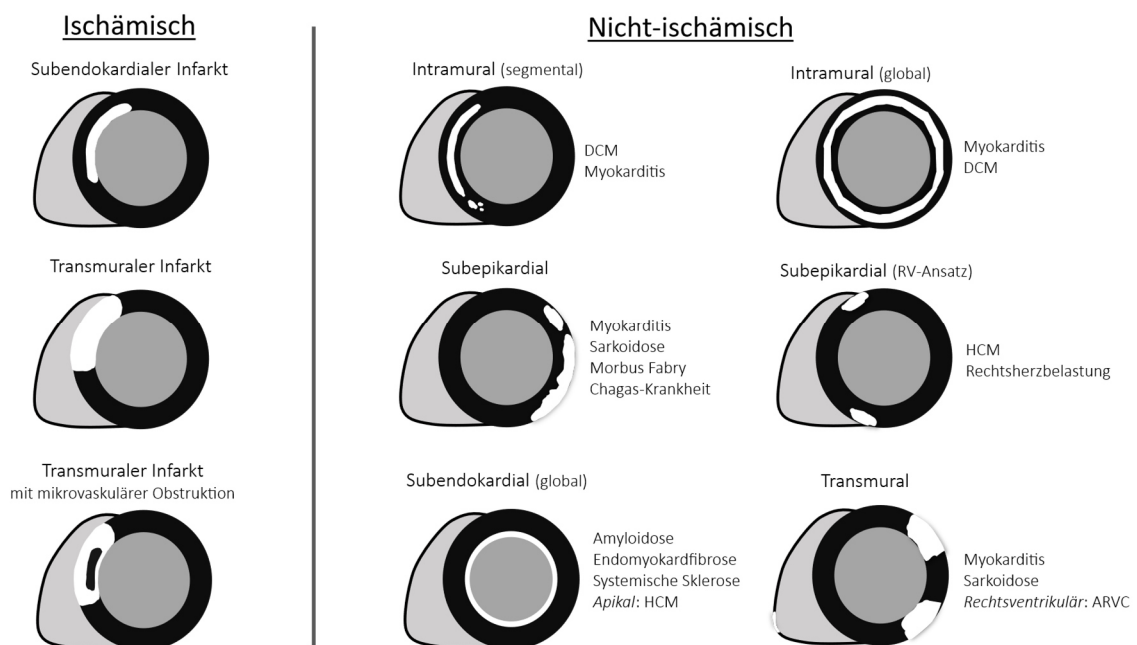 Ischämisch
Nicht-ischämisch
Subendokardialer Infarkt
Intramural (segmental)
DCM
Myokarditis
Intramural (global)
Myokarditis
DCM
Transmuraler Infarkt
Subepikardial
Myokarditis
Sarkoidose
Morbus Fabry
Chagas-Krankheit
Subepikardial (RV-Ansatz)
HCM
Rechtsherzbelastung
Transmuraler Infarkt
mit mikrovaskulärer Obstruktion
Subendokardial (global)
Amyloidose
Endomyokardfibrose
Systemische Sklerose
Apikal: HCM
Transmural
Myokarditis
Sarkoidose
Rechtsventrikulär: ARVC